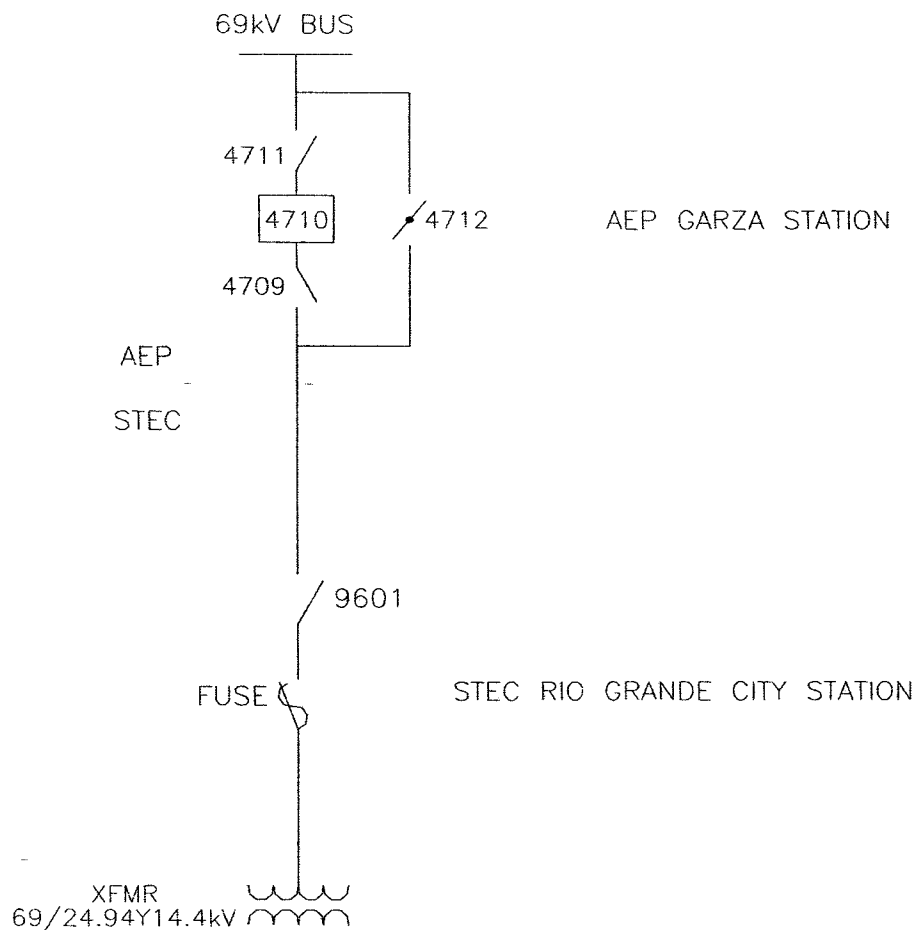 69kV BUS
4711
4710
4712
AEP GARZA STATION
4709
AEP
STEC
9601
FUSE
STEC RIO GRANDE CITY STATION
XFMR
69/24.94Y14.4kV